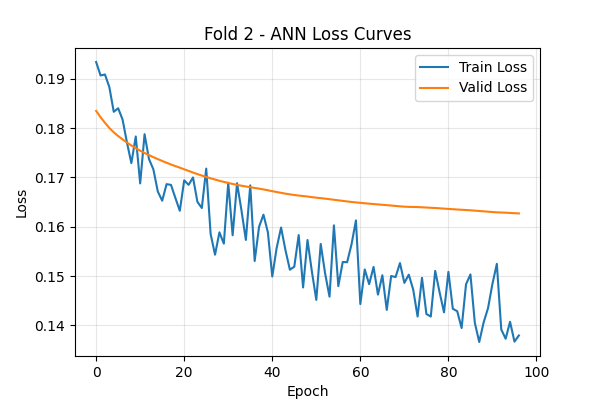 Fold 2 - ANN Loss Curves
Train Loss
Valid Loss
Loss
0.19
0.18
0.17
0.16
0.15
0.14
0 20 40 60 80 100
Epoch